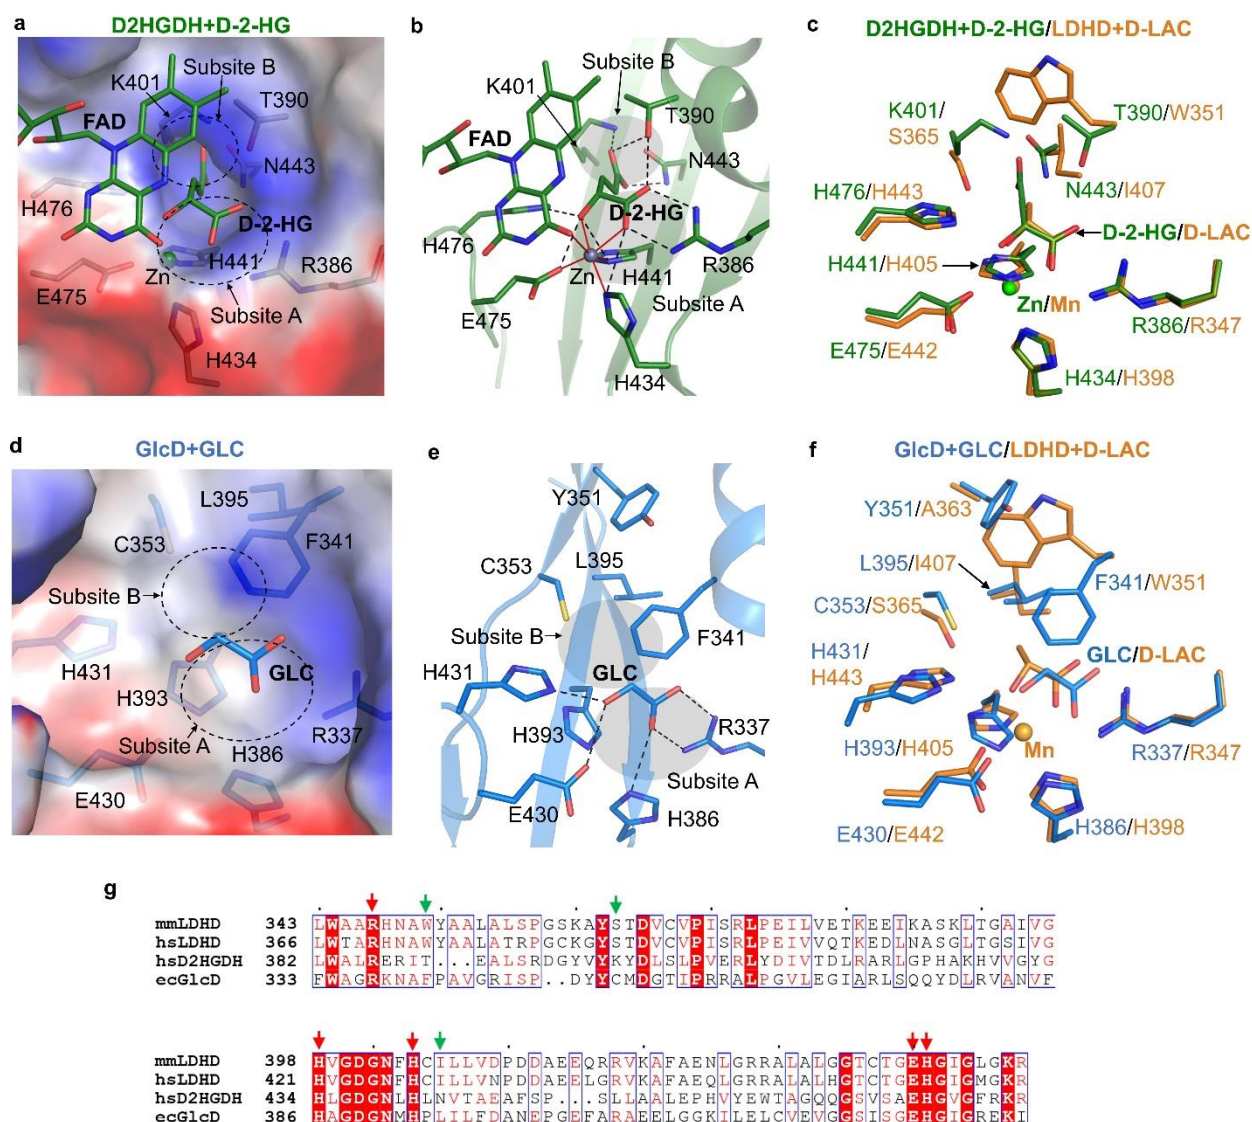 a
D2HGDH+D-2-HG
K401
Subsite B
T390
FAD
N443
H476
D-2-HG
Zn
H441
R386
E475
Subsite A
H434
b
Subsite B
K401
T390
FAD
N443
D-2-HG
H476
Zn
H441
R386
E475
Subsite A
H434
c
D2HGDH+D-2-HG/LDHD+D-LAC
K401/
S365
T390/W351
H476/H443
N443/I407
D-2-HG/D-LAC
H441/H405
Zn/Mn
R386/R347
E475/E442
H434/H398
d
GlcD+GLC
L395
C353
F341
Subsite B
H431
GLC
H393
R337
Subsite A
H386
E430
e
Y351
C353
L395
Subsite B
F341
H431
GLC
H393
R337
Subsite A
E430
H386
f
GlcD+GLC/LDHD+D-LAC
Y351/A363
L395/I407
F341/W351
C353/S365
H431/
H443
GLC/D-LAC
H393/H405
Mn
R337/R347
E430/E442
H386/H398
g
mmLDHD 343 LWAARHNAWYAALALSPGSKAYSTDVCVPISRLPEILVETKEEIKASKLTGAIVG
hsLDHD 366 LWTARHNAWYAALATRPGCKGYSTDVCVPISRLPEIVVQTKEDLNASGLTGSIVG
hsD2HGDH 382 LWALRERIT...EALSRDGYVYKYDLSLPVERLYDIVTDLRARLGPHAKHVVGYG
ecGlcD 333 FWAGRKNAFPAVGRISP..DYYCMDGTIPRRALPGVLEGIARLSQQYDLRVANVF
mmLDHD 398 HVGDGNFHCILLVDPDDAEEQRRVKAFAENLGRRALALGGTCTGEHGIGLGKR
hsLDHD 421 HVGDGNFHCILLVNPDDAEELGRVKAFAEQLGRRALALHGTCTGEHGIGMGKR
hsD2HGDH 434 HLGDGNLHLNVTAEAFSP...SLLAALEPHVYEWTAGQQGSVSAEHGVGFRKR
ecGlcD 386 HAGDGNMHPLILFDANEPGEFARAEELGGKILELCVEVGGSISGEHGIGREKI